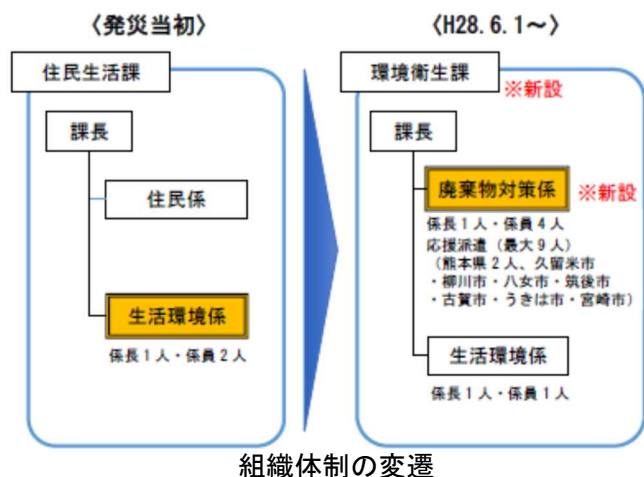 〈発災当初〉
住民生活課
課長
住民係
生活環境係
係長1人・係員2人
〈H28.6.1～〉
環境衛生課
※新設
課長
廃棄物対策係
※新設
係長1人・係員4人
応援派遣（最大9人）
（熊本県2人、久留米市
・柳川市・八女市・筑後市
・古賀市・うきは市・宮崎市）
生活環境係
係長1人・係員1人
組織体制の変遷